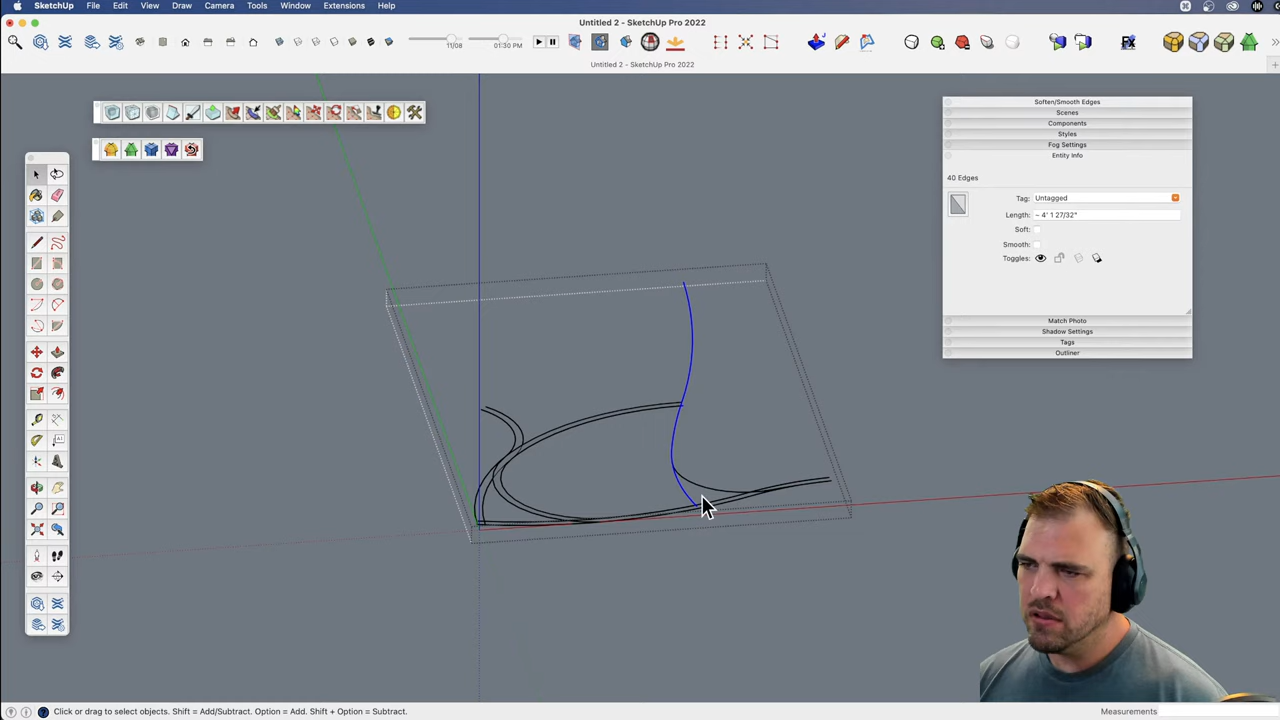 SketchUp File Edit View Draw Camera Tools Window Extensions Help
Untitled 2 - SketchUp Pro 2022
11/08 01:30 PM
Untitled 2 - SketchUp Pro 2022
Soften/Smooth Edges
Scenes
Components
Styles
Fog Settings
Entity Info
40 Edges
Tag: Untagged
Length: ~ 4' 1 27/32"
Soft:
Smooth:
Toggles:
Match Photo
Shadow Settings
Tags
Outliner
Click or drag to select objects. Shift = Add/Subtract. Option = Add. Shift + Option = Subtract. Measurements